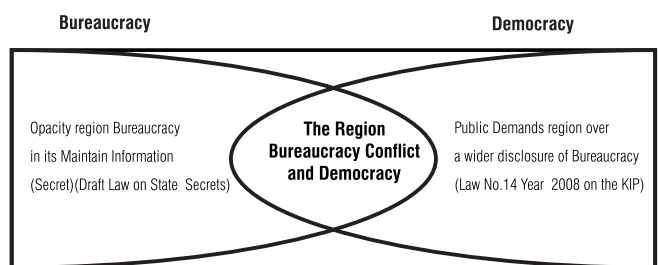 Bureaucracy
Democracy
Opacity region Bureaucracy
in its Maintain Information
(Secret)(Draft Law on State Secrets)
The Region
Bureaucracy Conflict
and Democracy
Public Demands region over
a wider disclosure of Bureaucracy
(Law No.14 Year 2008 on the KIP)